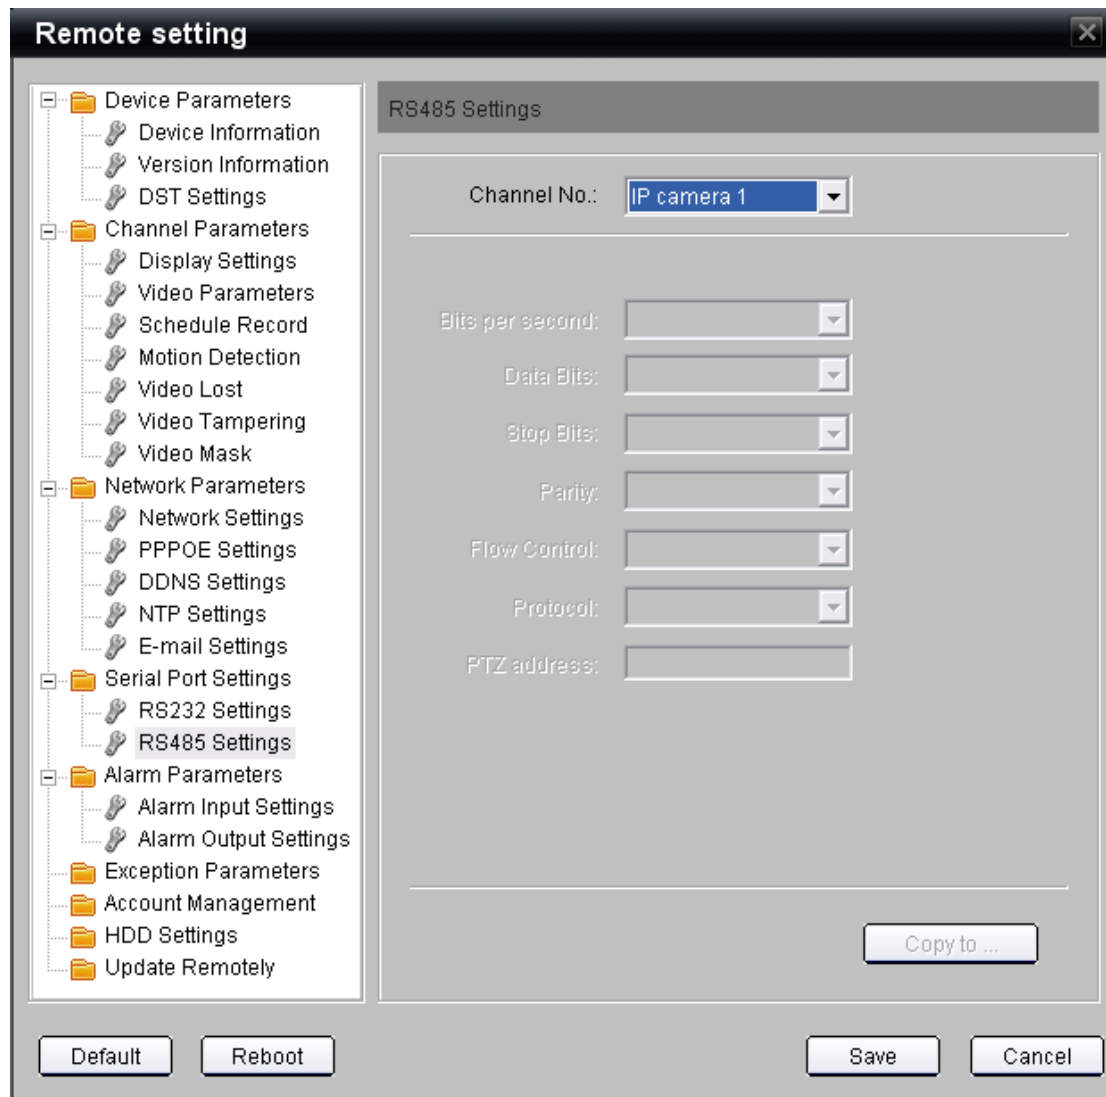 Remote setting
Device Parameters
Device Information
Version Information
DST Settings
Channel Parameters
Display Settings
Video Parameters
Schedule Record
Motion Detection
Video Lost
Video Tampering
Video Mask
Network Parameters
Network Settings
PPPOE Settings
DDNS Settings
NTP Settings
E-mail Settings
Serial Port Settings
RS232 Settings
RS485 Settings
Alarm Parameters
Alarm Input Settings
Alarm Output Settings
Exception Parameters
Account Management
HDD Settings
Update Remotely
RS485 Settings
Channel No.: IP camera 1
Bits per second:
Data Bits:
Stop Bits:
Parity:
Flow Control:
Protocol:
PTZ address:
Copy to ...
Default Reboot Save Cancel